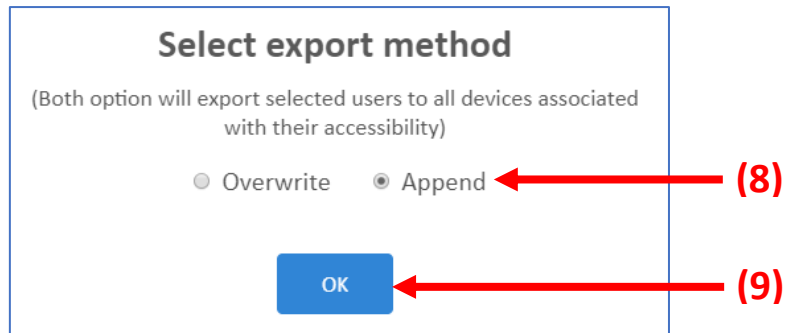 Select export method
(Both option will export selected users to all devices associated
with their accessibility)
Overwrite Append (8)
OK (9)